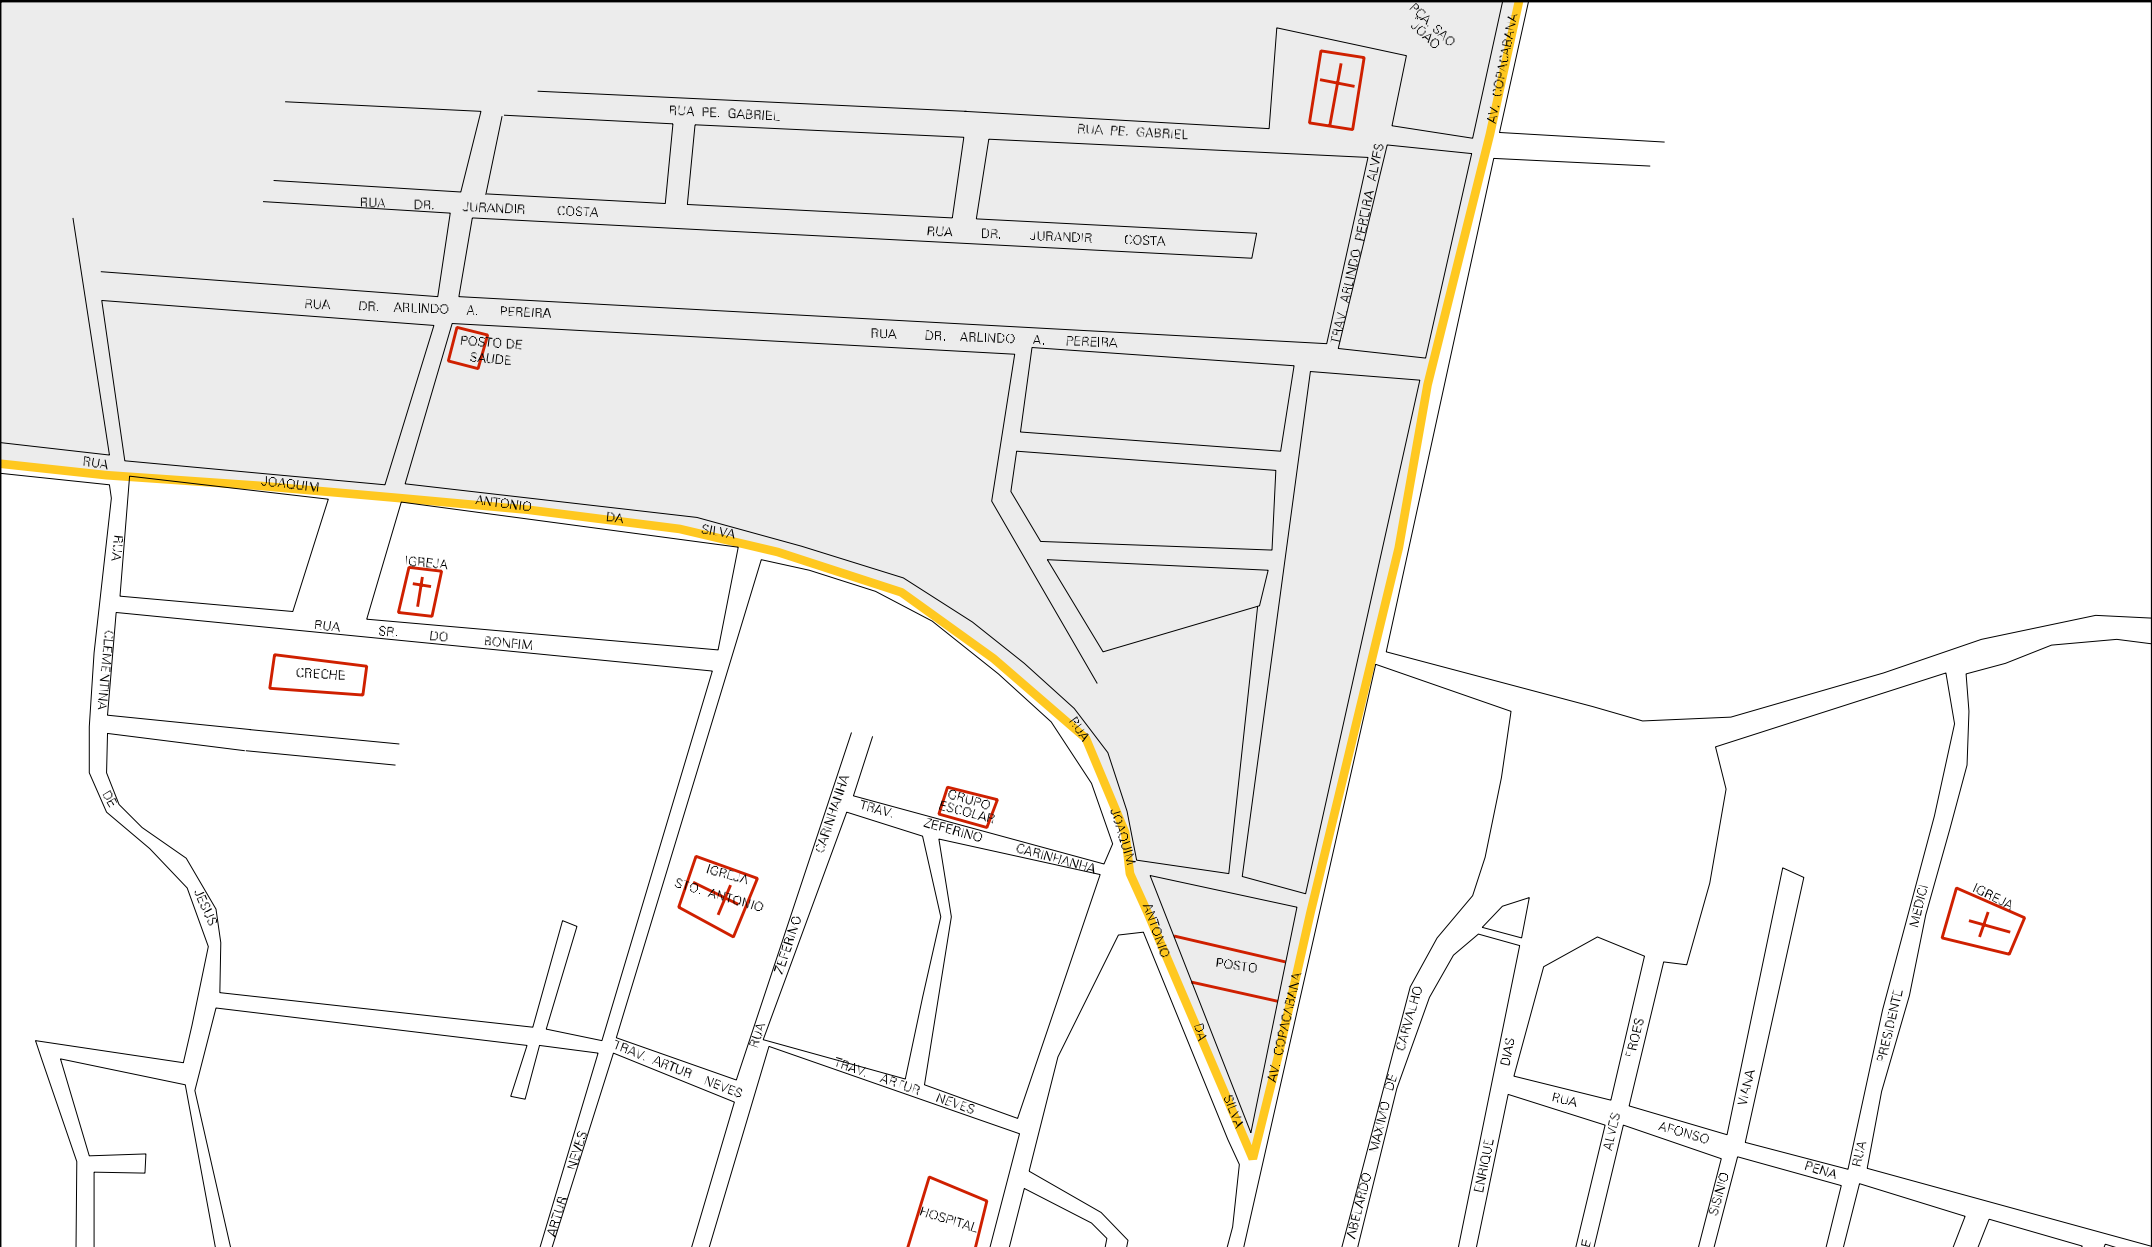 PÇA SAO
JOAO
AV. COPACABANA
RUA PE. GABRIEL
RUA PE. GABRIEL
TRAV. ARLINDO PEREIRA ALVES
RUA DR. JURANDIR COSTA
RUA DR. JURANDIR COSTA
RUA DR. ARLINDO A. PEREIRA
RUA DR. ARLINDO A. PEREIRA
POSTO DE
SAUDE
RUA JOAQUIM ANTONIO DA SILVA
IGREJA
RUA SR. DO BONFIM
CRECHE
RUA CLEMENTINA DE JESUS
RUA JOAQUIM ANTONIO DA SILVA
GRUPO
ESCOLAR
TRAV. ZEFERINO CARINHANHA
RUA ZEFERINO CARINHANHA
IGREJA
STO. ANTONIO
POSTO
AV. COPACABANA
IGREJA
TRAV. ARTUR NEVES
TRAV. ARTUR NEVES
ARTUR NEVES
HOSPITAL
ABELARDO MAXIMO DE CARVALHO
ENRIQUE DIAS
ALVES
FROES
RUA AFONSO PENA
SISINIO VIANA
RUA PRESIDENTE MEDICI